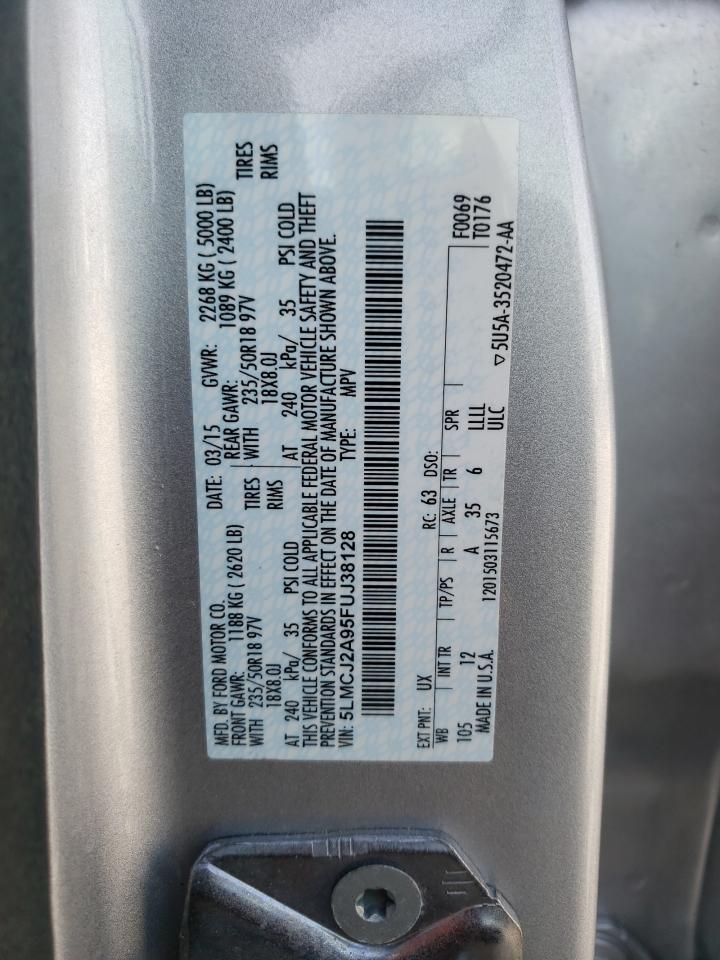 MFD. BY FORD MOTOR CO.
DATE: 03/15 GVWR: 2268 KG ( 5000 LB)
FRONT GAWR: 1188 KG ( 2620 LB)
REAR GAWR: 1089 KG ( 2400 LB)
WITH 235/50R18 97V TIRES
WITH 235/50R18 97V TIRES
18X8.0J RIMS
18X8.0J RIMS
AT 240 kPa/ 35 PSI COLD
AT 240 kPa/ 35 PSI COLD
THIS VEHICLE CONFORMS TO ALL APPLICABLE FEDERAL MOTOR VEHICLE SAFETY AND THEFT
PREVENTION STANDARDS IN EFFECT ON THE DATE OF MANUFACTURE SHOWN ABOVE.
VIN: 5LMCJ2A95FUJ38128 TYPE: MPV
EXT PNT: UX RC: 63 DSO:
WB INT TR TP/PS R AXLE TR SPR F0069
105 12 A 35 6 LLLL T0176
MADE IN U.S.A. 1201503115673 ULC ▽5U5A-3520472-AA